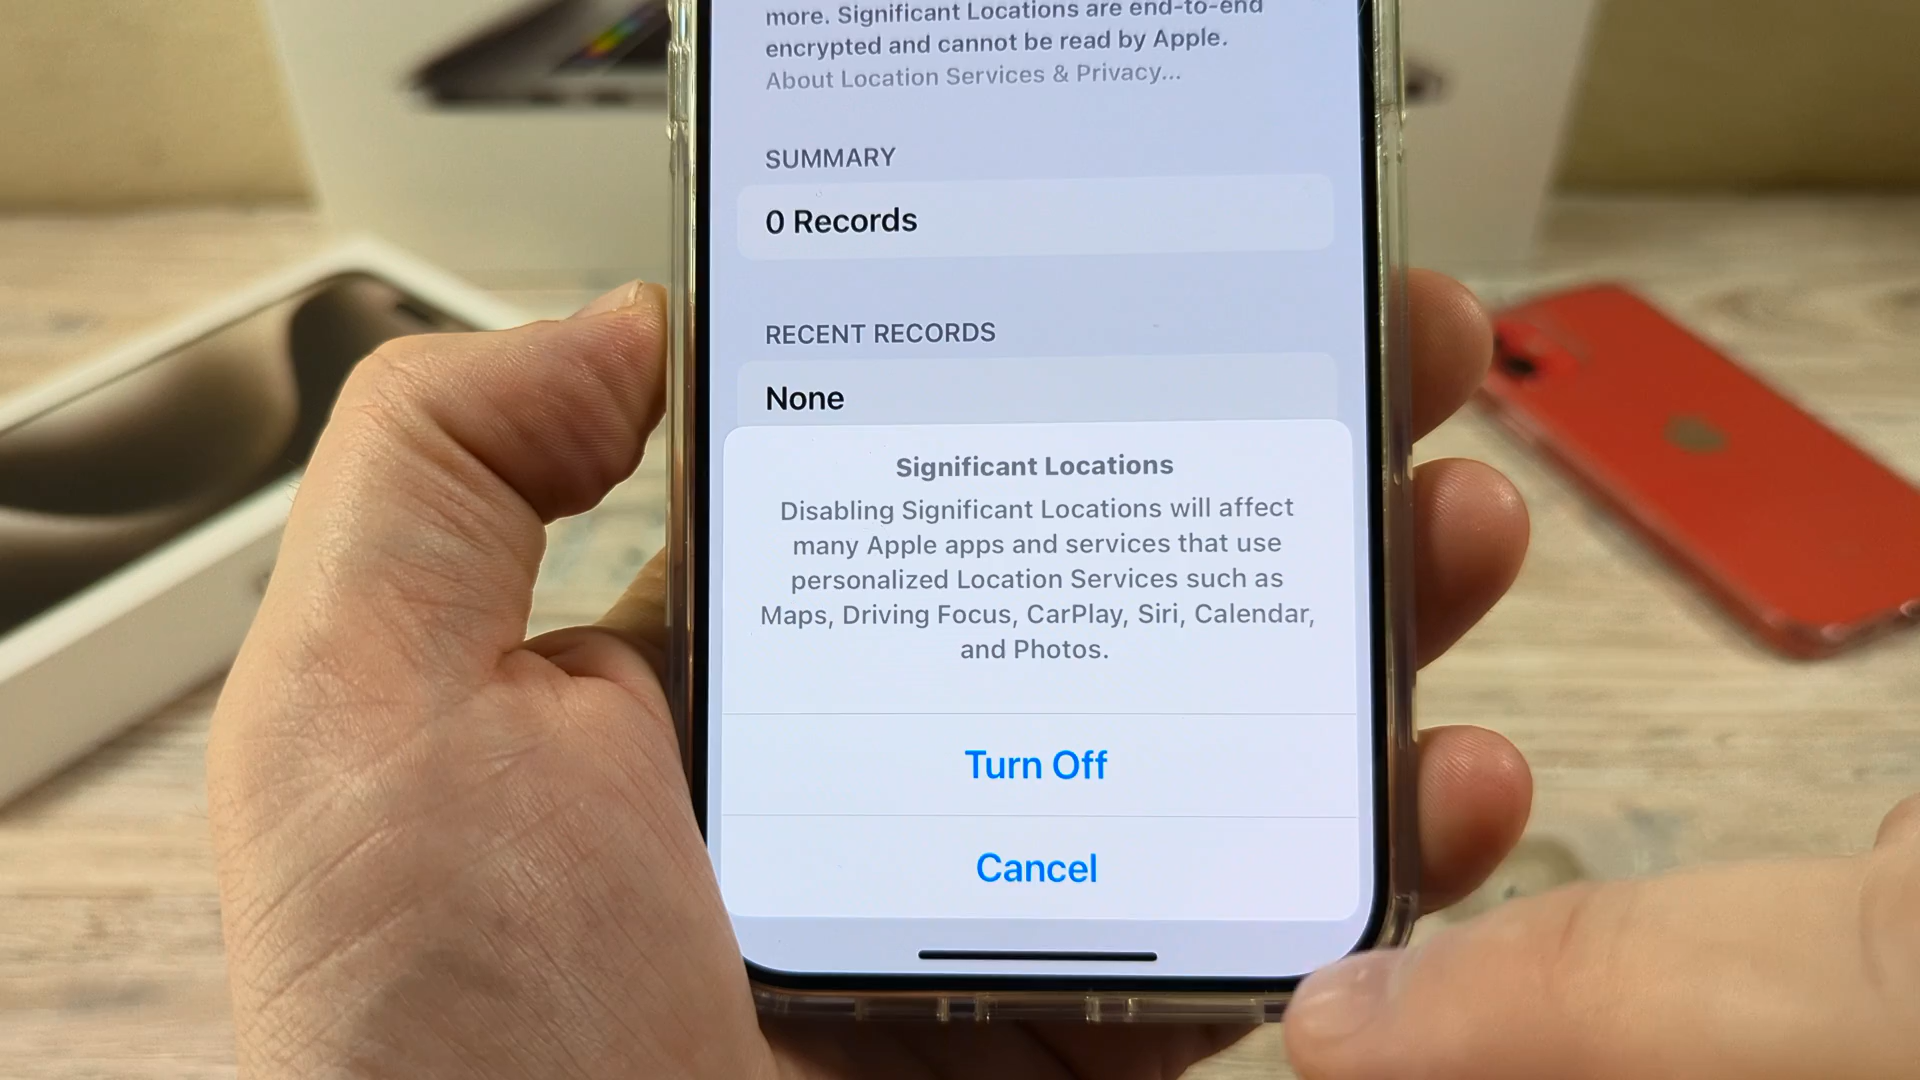 more. Significant Locations are end-to-end
encrypted and cannot be read by Apple.
About Location Services & Privacy...
SUMMARY
0 Records
RECENT RECORDS
None
Significant Locations
Disabling Significant Locations will affect
many Apple apps and services that use
personalized Location Services such as
Maps, Driving Focus, CarPlay, Siri, Calendar,
and Photos.
Turn Off
Cancel